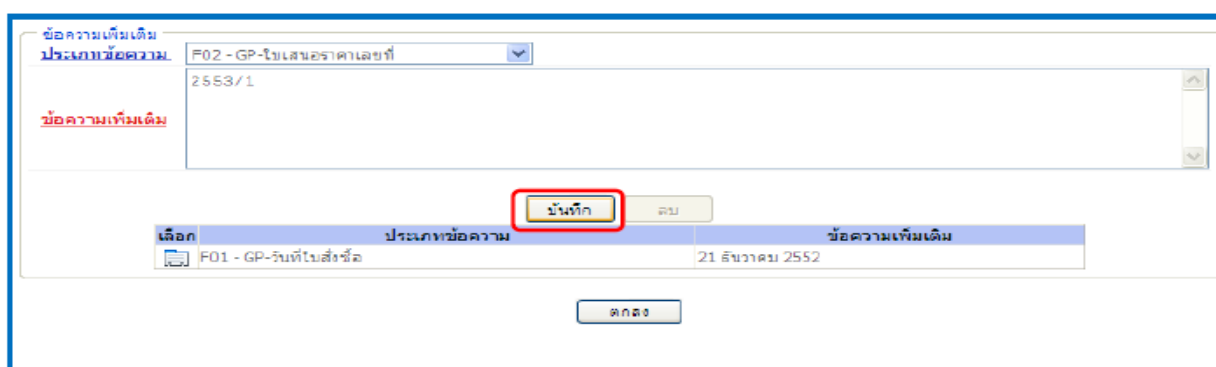 ข้อความเพิ่มเติม
ประเภทข้อความ F02 - GP-ใบเสนอราคาเลขที่
2553/1
ข้อความเพิ่มเติม
บันทึก ลบ
เลือก ประเภทข้อความ ข้อความเพิ่มเติม
F01 - GP-วันที่ใบสั่งซื้อ 21 ธันวาคม 2552
ตกลง